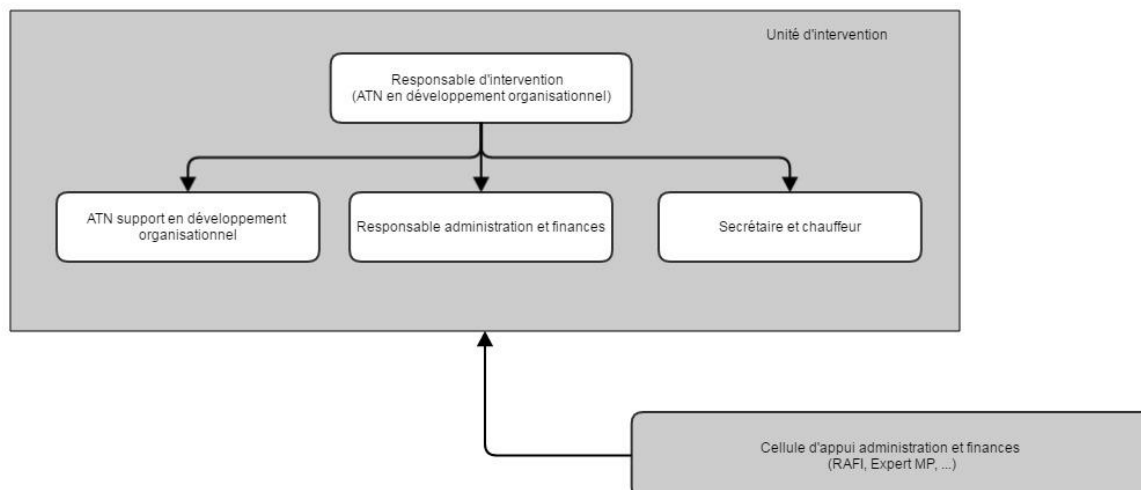 Unité d'intervention
Responsable d'intervention
(ATN en développement organisationnel)
ATN support en développement
organisationnel
Responsable administration et finances
Secrétaire et chauffeur
Cellule d'appui administration et finances
(RAFI, Expert MP, ...)